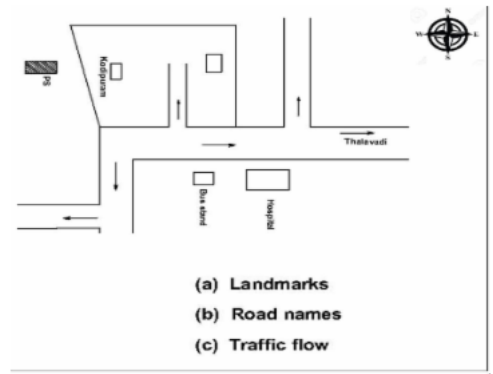 N
W E
S
PS
Kodipuram
Thalavadi
Bus stand
Hospital
(a) Landmarks
(b) Road names
(c) Traffic flow